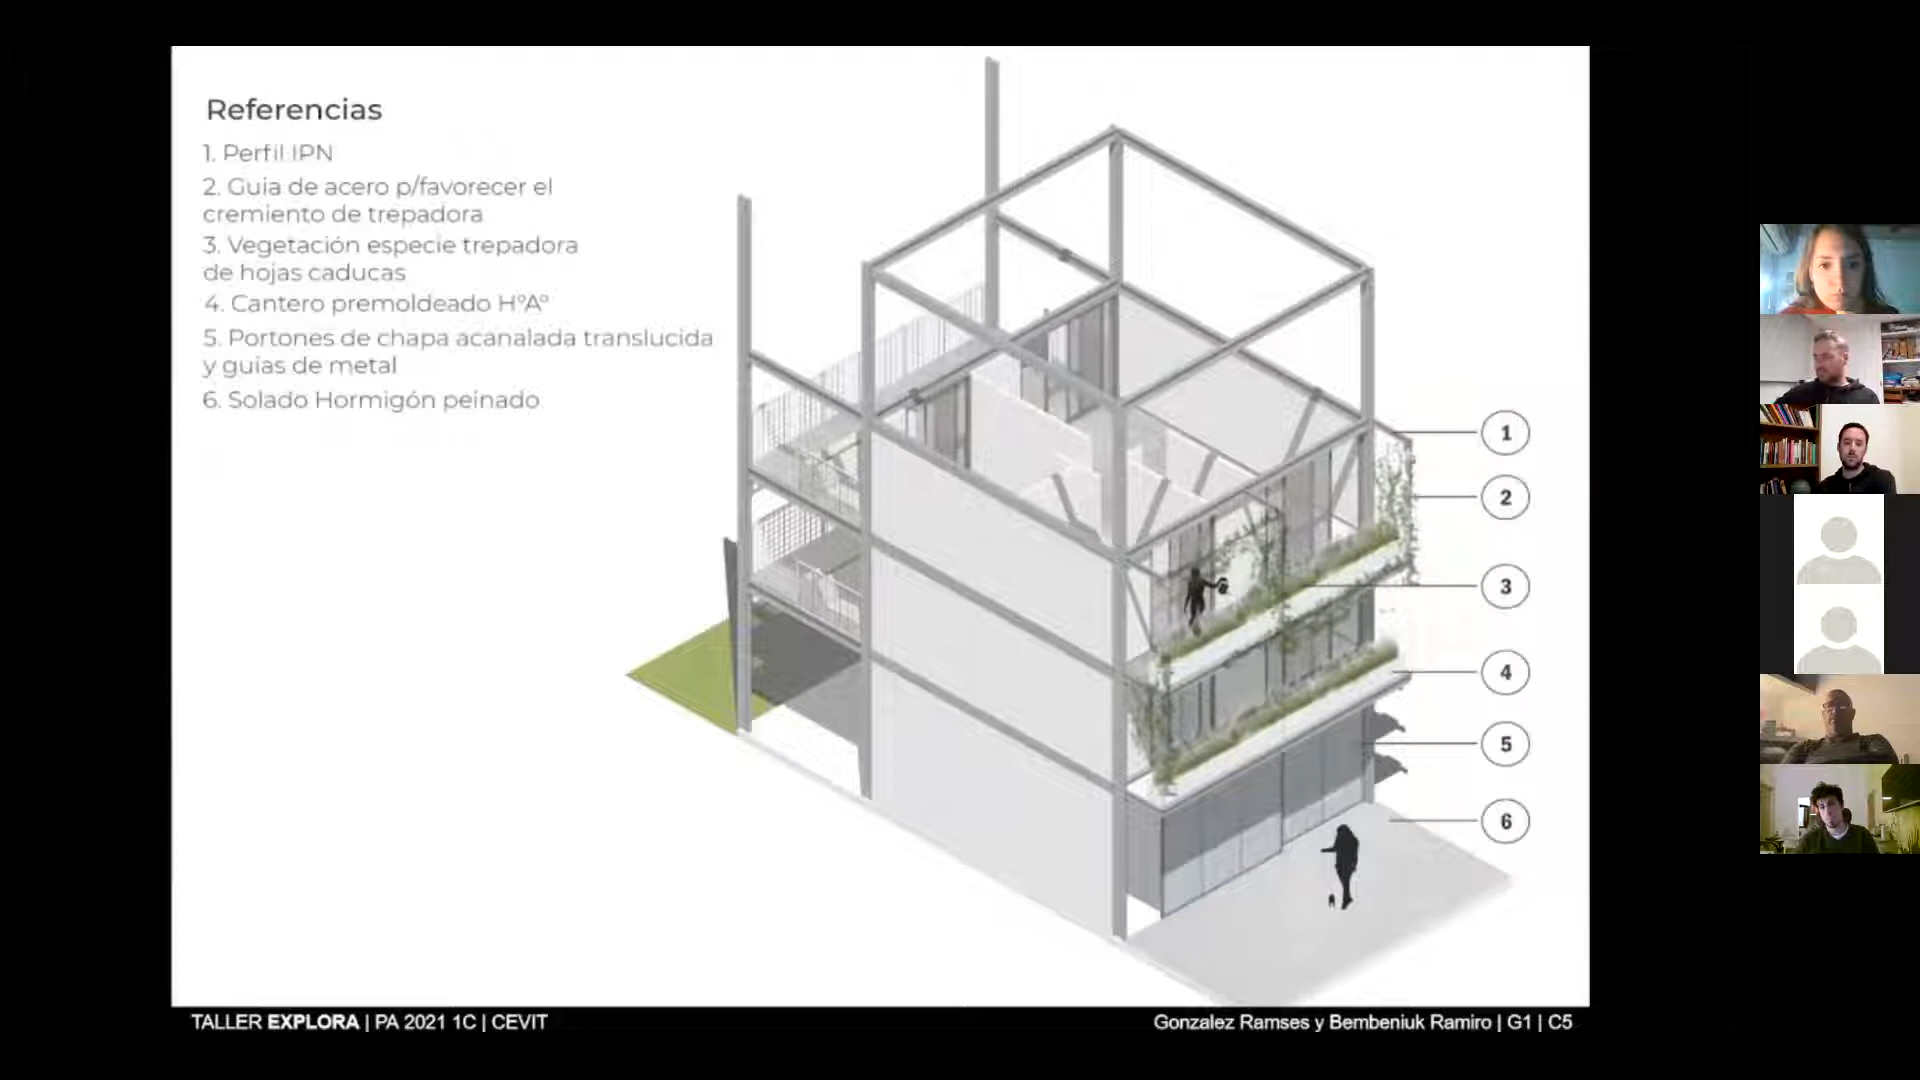 Referencias
1. Perfil IPN
2. Guia de acero p/favorecer el
cremiento de trepadora
3. Vegetación especie trepadora
de hojas caducas
4. Cantero premoldeado HºAº
5. Portones de chapa acanalada translucida
y guias de metal
6. Solado Hormigón peinado
1
2
3
4
5
6
TALLER EXPLORA | PA 2021 1C | CEVIT
Gonzalez Ramses y Bembeniuk Ramiro | G1 | C5